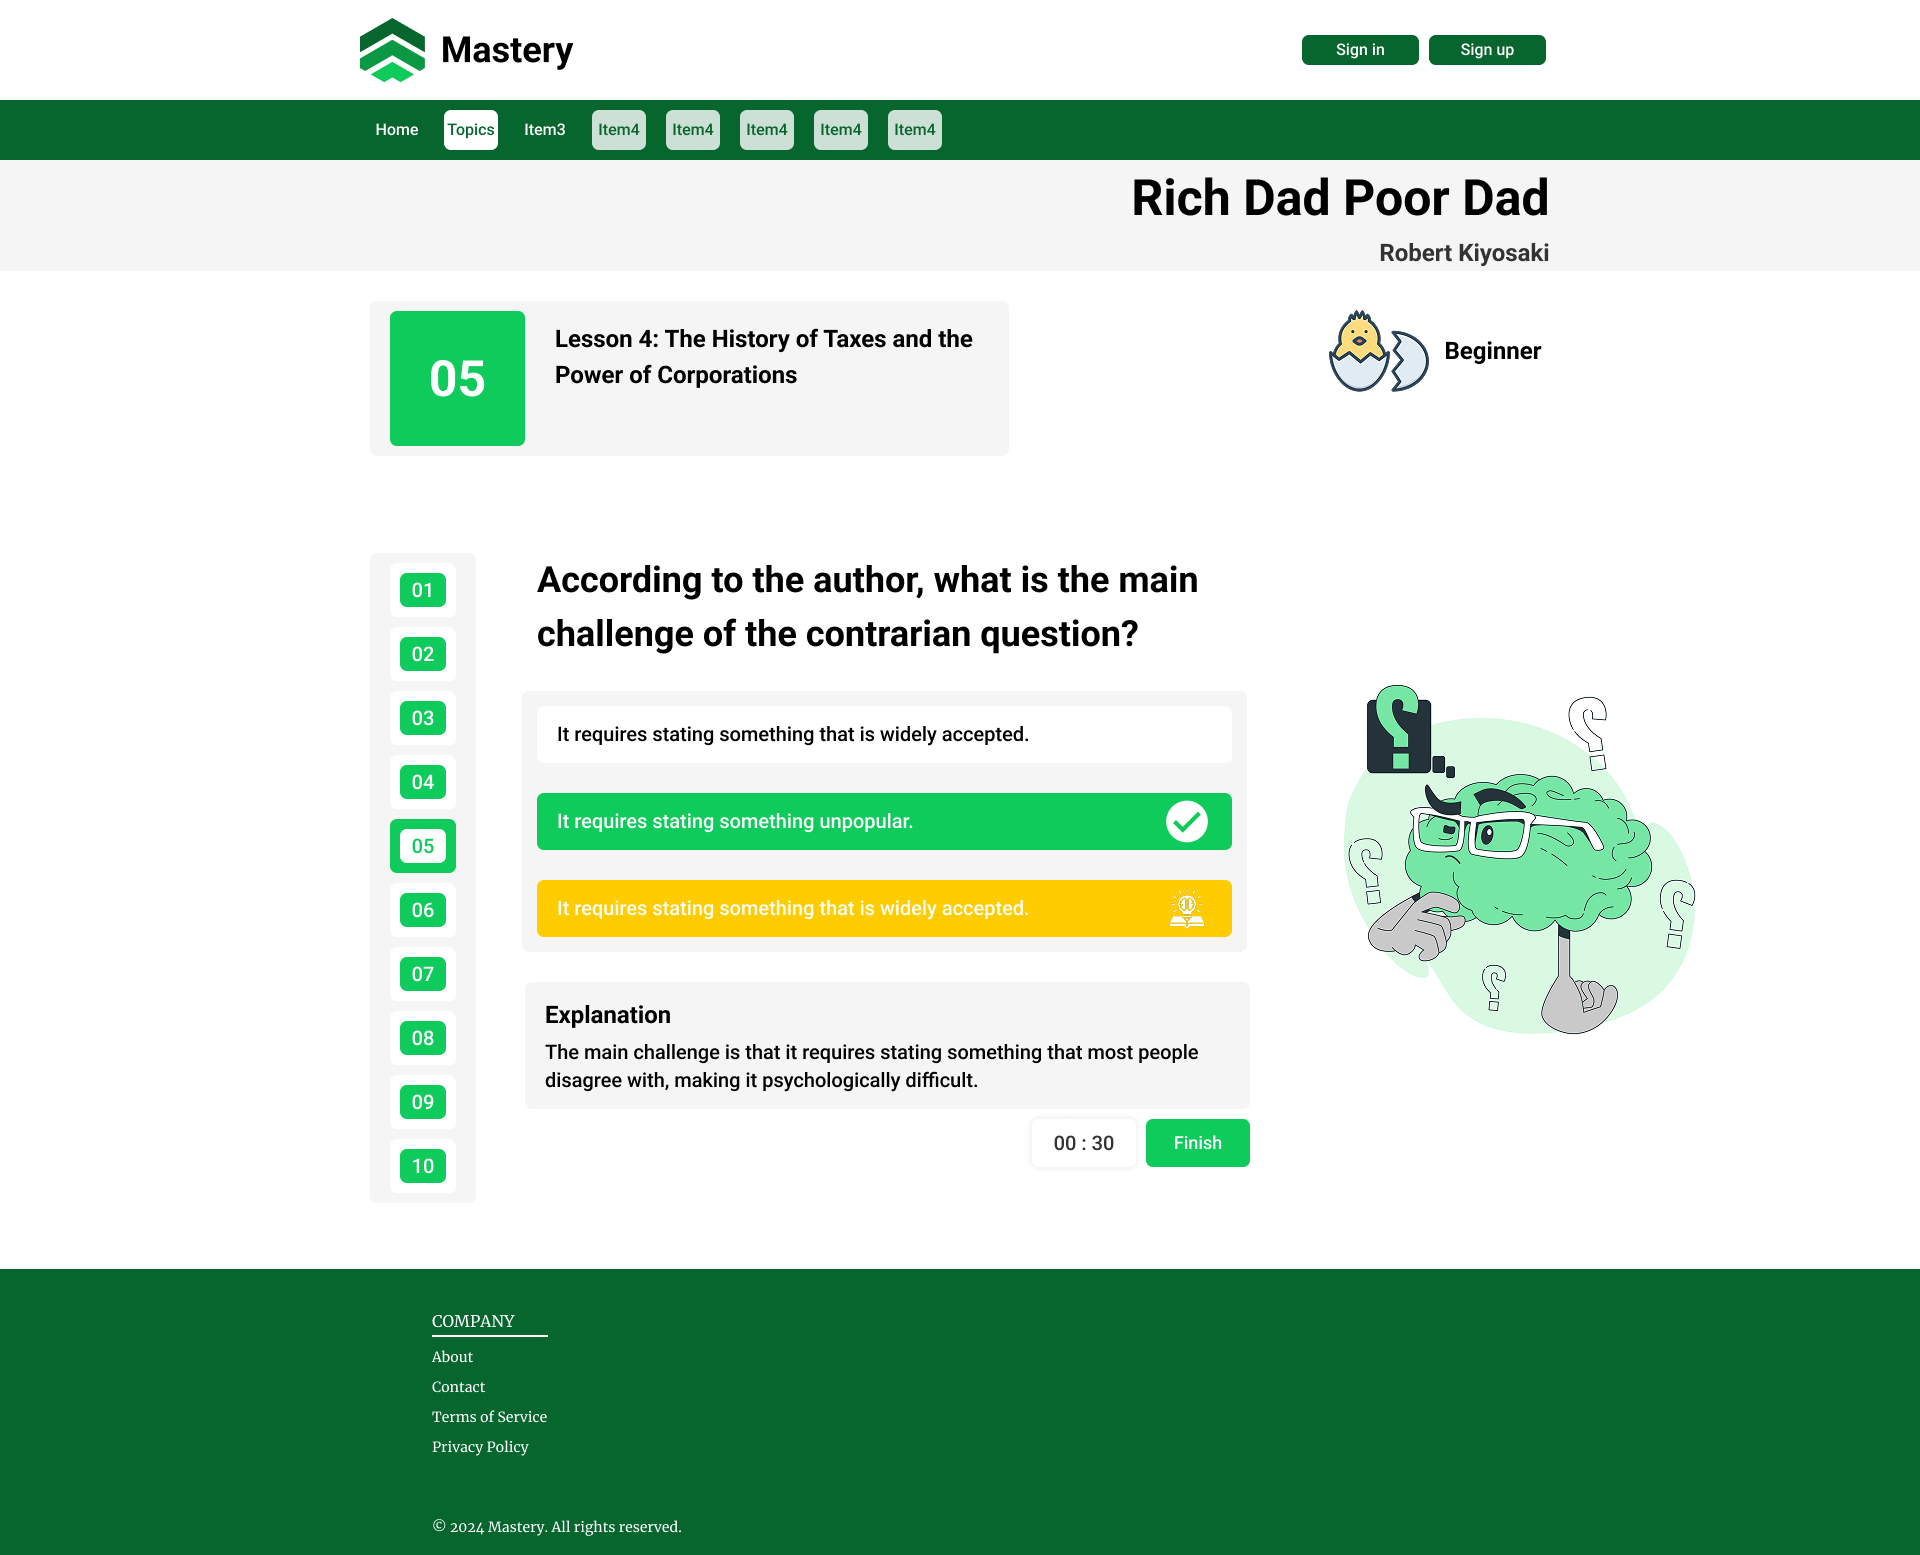 Mastery
Sign in
Sign up
Home
Topics
Item3
Item4
Item4
Item4
Item4
Item4
Rich Dad Poor Dad
Robert Kiyosaki
05
Lesson 4: The History of Taxes and the
Power of Corporations
Beginner
01
02
03
04
05
06
07
08
09
10
According to the author, what is the main
challenge of the contrarian question?
It requires stating something that is widely accepted.
It requires stating something unpopular.
It requires stating something that is widely accepted.
Explanation
The main challenge is that it requires stating something that most people
disagree with, making it psychologically difficult.
00 : 30
Finish
?
?
?
?
?
COMPANY
About
Contact
Terms of Service
Privacy Policy
© 2024 Mastery. All rights reserved.